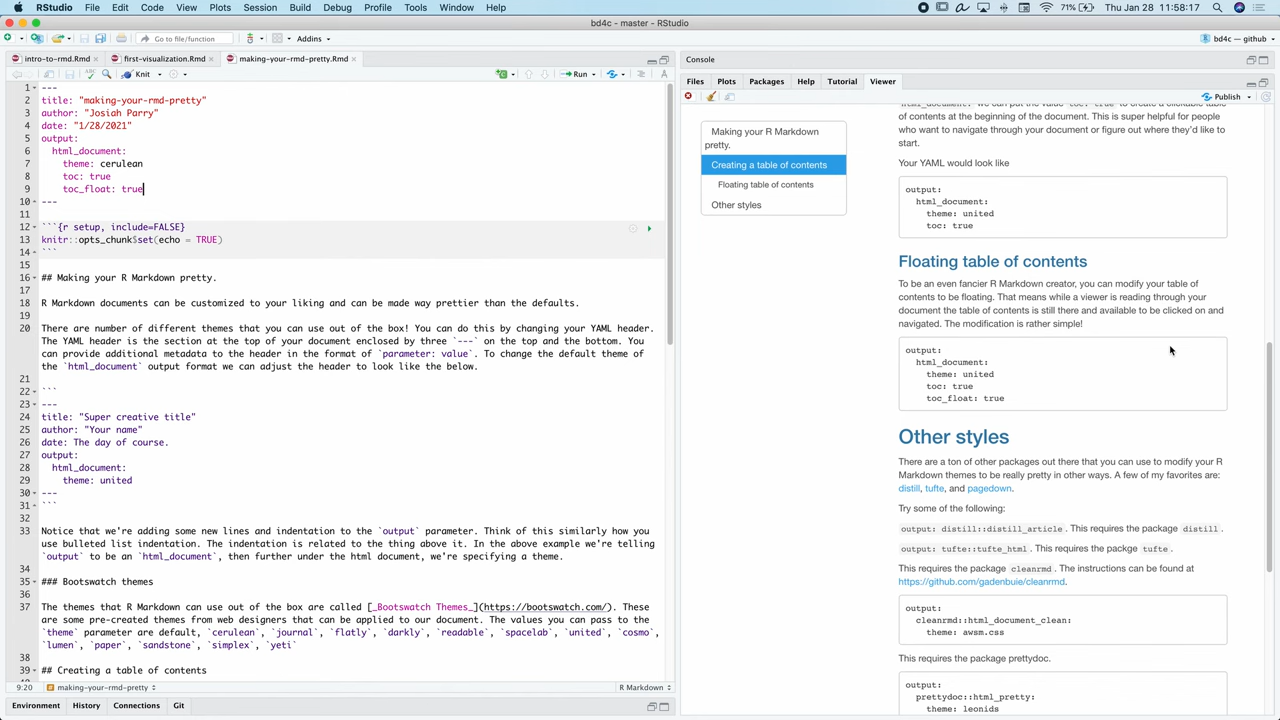 RStudio File Edit Code View Plots Session Build Debug Profile Tools Window Help 71% Thu Jan 28 11:58:17
bd4c - master - RStudio
Go to file/function Addins bd4c — github
intro-to-rmd.Rmd first-visualization.Rmd making-your-rmd-pretty.Rmd
Knit Run
1 ---
2 title: "making-your-rmd-pretty"
3 author: "Josiah Parry"
4 date: "1/28/2021"
5 output:
6 html_document:
7 theme: cerulean
8 toc: true
9 toc_float: true
10 ---
11
12 ```{r setup, include=FALSE}
13 knitr::opts_chunk$set(echo = TRUE)
14 ```
15
16 ## Making your R Markdown pretty.
17
18 R Markdown documents can be customized to your liking and can be made way prettier than the defaults.
19
20 There are number of different themes that you can use out of the box! You can do this by changing your YAML header.
The YAML header is the section at the top of your document enclosed by three `---` on the top and the bottom. You
can provide additional metadata to the header in the format of `parameter: value`. To change the default theme of
the `html_document` output format we can adjust the header to look like the below.
21
22 ```
23 ---
24 title: "Super creative title"
25 author: "Your name"
26 date: The day of course.
27 output:
28 html_document:
29 theme: united
30 ---
31 ```
32
33 Notice that we're adding some new lines and indentation to the `output` parameter. Think of this similarly how you
use bulleted list indentation. The indentation is related to the thing above it. In the above example we're telling
`output` to be an `html_document`, then further under the html document, we're specifying a theme.
34
35 ### Bootswatch themes
36
37 The themes that R Markdown can use out of the box are called [_Bootswatch Themes_](https://bootswatch.com/). These
are some pre-created themes from web designers that can be applied to our document. The values you can pass to the
`theme` parameter are default, `cerulean`, `journal`, `flatly`, `darkly`, `readable`, `spacelab`, `united`, `cosmo`,
`lumen`, `paper`, `sandstone`, `simplex`, `yeti`
38
39 ## Creating a table of contents
9:20 making-your-rmd-pretty R Markdown
Environment History Connections Git
Console
Files Plots Packages Help Tutorial Viewer
Publish
Making your R Markdown
pretty.
Creating a table of contents
Floating table of contents
Other styles
html_document: we can put the value toc: true to create a clickable table
of contents at the beginning of the document. This is super helpful for people
who want to navigate through your document or figure out where they'd like to
start.
Your YAML would look like
output:
html_document:
theme: united
toc: true
Floating table of contents
To be an even fancier R Markdown creator, you can modify your table of
contents to be floating. That means while a viewer is reading through your
document the table of contents is still there and available to be clicked on and
navigated. The modification is rather simple!
output:
html_document:
theme: united
toc: true
toc_float: true
Other styles
There are a ton of other packages out there that you can use to modify your R
Markdown themes to be really pretty in other ways. A few of my favorites are:
distill, tufte, and pagedown.
Try some of the following:
output: distill::distill_article. This requires the package distill.
output: tufte::tufte_html. This requires the packge tufte.
This requires the package cleanrmd. The instructions can be found at
https://github.com/gadenbuie/cleanrmd.
output:
cleanrmd::html_document_clean:
theme: awsm.css
This requires the package prettydoc.
output:
prettydoc::html_pretty:
theme: leonids